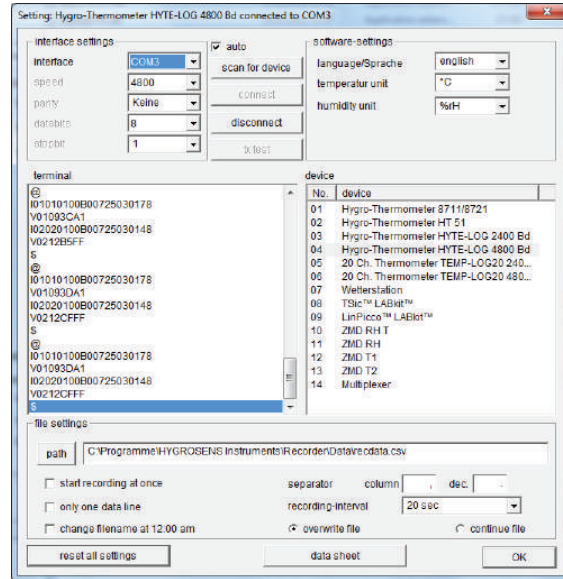 Setting: Hygro-Thermometer HYTE-LOG 4800 Bd connected to COM3
interface settings
interface COM3
speed 4800
parity Keine
databits 8
stopbit 1
auto
scan for device
connect
disconnect
tx test
software-settings
language/Sprache english
temperatur unit °C
humidity unit %rH
terminal
@
I01010100B00725030178
V01093CA1
I02020100B00725030148
V0212B5FF
$
@
I01010100B00725030178
V01093DA1
I02020100B00725030148
V0212CFFF
$
@
I01010100B00725030178
V01093DA1
I02020100B00725030148
V0212CFFF
$
device
No. device
01 Hygro-Thermometer 8711/8721
02 Hygro-Thermometer HT 51
03 Hygro-Thermometer HYTE-LOG 2400 Bd
04 Hygro-Thermometer HYTE-LOG 4800 Bd
05 20 Ch. Thermometer TEMP-LOG20 240...
06 20 Ch. Thermometer TEMP-LOG20 480...
07 Wetterstation
08 TSic™ LABkit™
09 LinPicco™ LABkit™
10 ZMD RH T
11 ZMD RH
12 ZMD T1
13 ZMD T2
14 Multiplexer
file settings
path C:\Programme\HYGROSENS Instruments\Recorder\Data\recdata.csv
start recording at once
only one data line
change filename at 12.00 am
separator column , dec. .
recording-interval 20 sec
overwrite file continue file
reset all settings data sheet OK